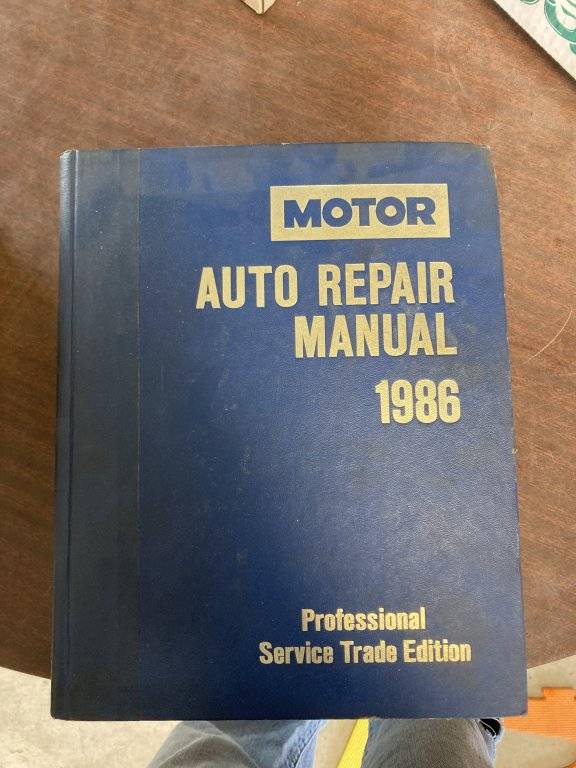 MOTOR
AUTO REPAIR
MANUAL
1986
Professional
Service Trade Edition